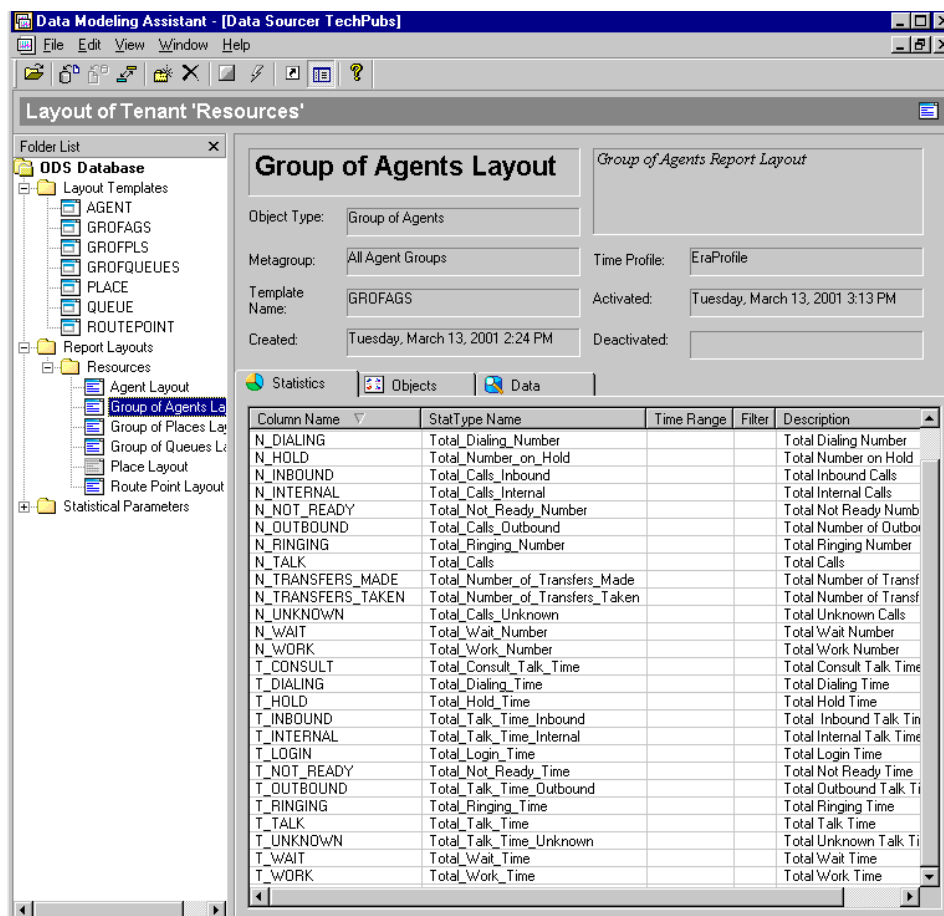 Data Modeling Assistant - [Data Sourcer TechPubs]
File Edit View Window Help
Layout of Tenant 'Resources'
Folder List
ODS Database
Layout Templates
AGENT
GROFAGS
GROFPLS
GROFQUEUES
PLACE
QUEUE
ROUTEPOINT
Report Layouts
Resources
Agent Layout
Group of Agents La
Group of Places La
Group of Queues La
Place Layout
Route Point Layout
Statistical Parameters
Group of Agents Layout
Group of Agents Report Layout
Object Type: Group of Agents
Metagroup: All Agent Groups Time Profile: EraProfile
Template Name: GROFAGS Activated: Tuesday, March 13, 2001 3:13 PM
Created: Tuesday, March 13, 2001 2:24 PM Deactivated:
Statistics Objects Data
Column Name StatType Name Time Range Filter Description
N_DIALING Total_Dialing_Number Total Dialing Number
N_HOLD Total_Number_on_Hold Total Number on Hold
N_INBOUND Total_Calls_Inbound Total Inbound Calls
N_INTERNAL Total_Calls_Internal Total Internal Calls
N_NOT_READY Total_Not_Ready_Number Total Not Ready Numb
N_OUTBOUND Total_Calls_Outbound Total Number of Outbou
N_RINGING Total_Ringing_Number Total Ringing Number
N_TALK Total_Calls Total Calls
N_TRANSFERS_MADE Total_Number_of_Transfers_Made Total Number of Transf
N_TRANSFERS_TAKEN Total_Number_of_Transfers_Taken Total Number of Transf
N_UNKNOWN Total_Calls_Unknown Total Unknown Calls
N_WAIT Total_Wait_Number Total Wait Number
N_WORK Total_Work_Number Total Work Number
T_CONSULT Total_Consult_Talk_Time Total Consult Talk Time
T_DIALING Total_Dialing_Time Total Dialing Time
T_HOLD Total_Hold_Time Total Hold Time
T_INBOUND Total_Talk_Time_Inbound Total Inbound Talk Tim
T_INTERNAL Total_Talk_Time_Internal Total Internal Talk Time
T_LOGIN Total_Login_Time Total Login Time
T_NOT_READY Total_Not_Ready_Time Total Not Ready Time
T_OUTBOUND Total_Talk_Time_Outbound Total Outbound Talk Ti
T_RINGING Total_Ringing_Time Total Ringing Time
T_TALK Total_Talk_Time Total Talk Time
T_UNKNOWN Total_Talk_Time_Unknown Total Unknown Talk Ti
T_WAIT Total_Wait_Time Total Wait Time
T_WORK Total_Work_Time Total Work Time